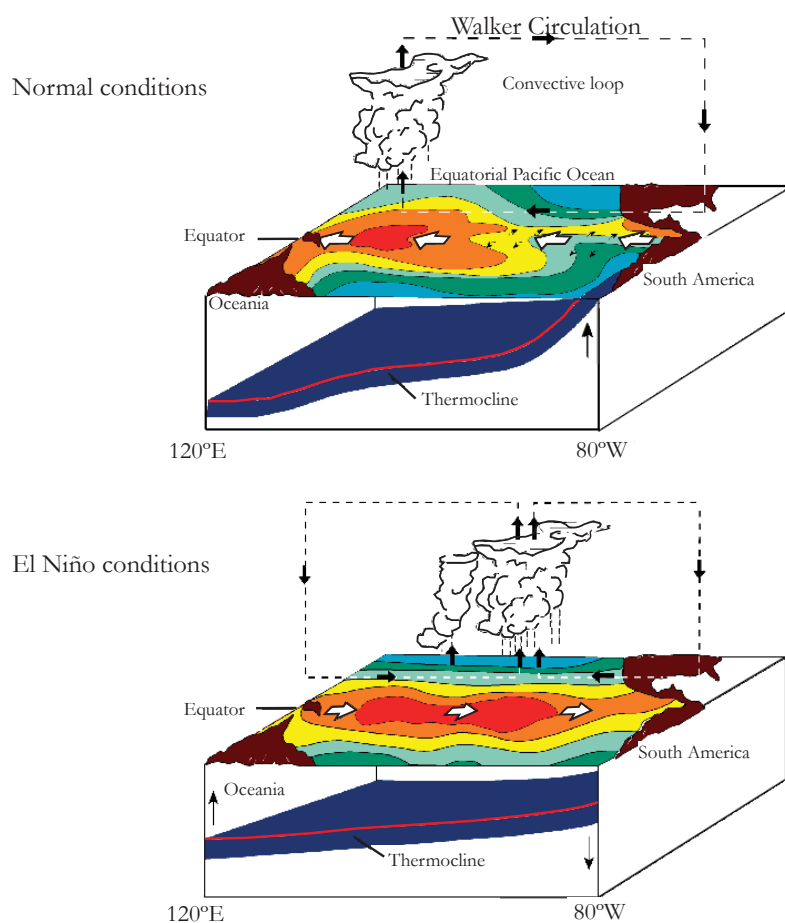 Walker Circulation
Normal conditions
Convective loop
Equatorial Pacific Ocean
Equator
South America
Oceania
Thermocline
120ºE
80ºW
El Niño conditions
Equator
South America
Oceania
Thermocline
120ºE
80ºW